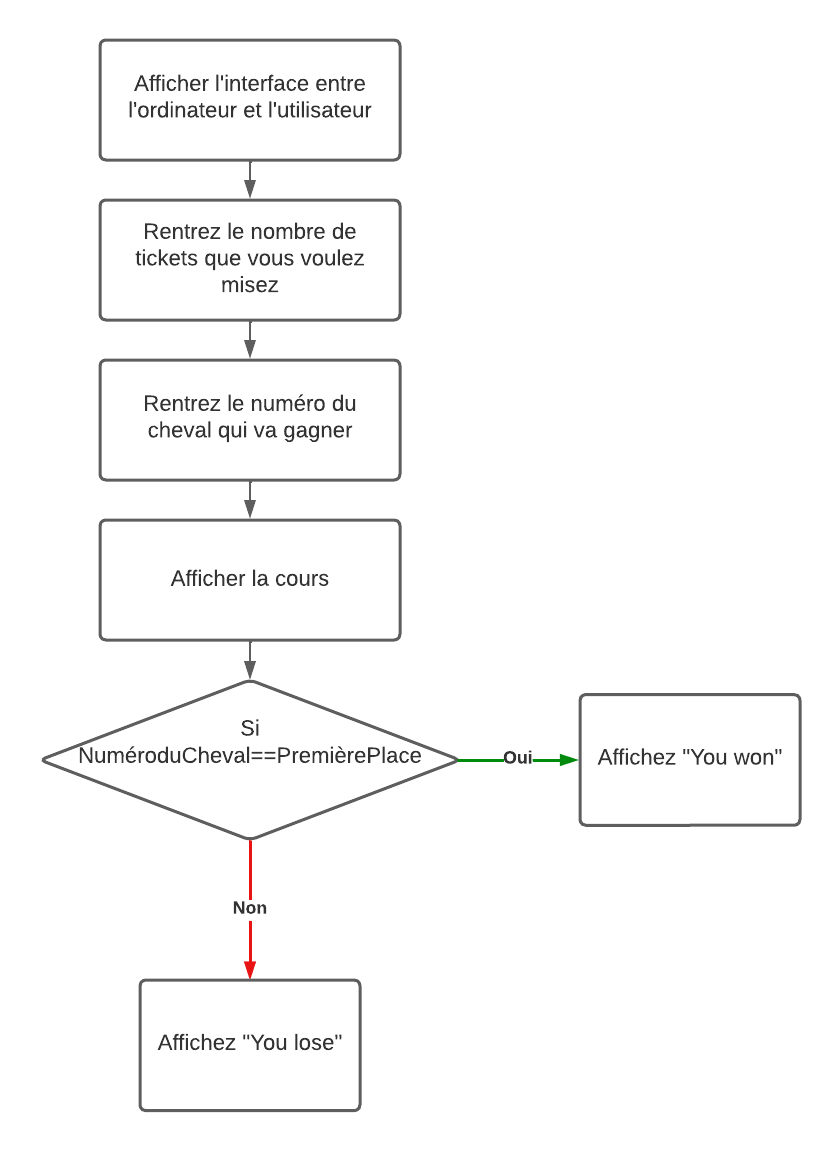 Afficher l'interface entre
l'ordinateur et l'utilisateur
Rentrez le nombre de
tickets que vous voulez
misez
Rentrez le numéro du
cheval qui va gagner
Afficher la cours
Si
NuméroduCheval==PremièrePlace
Oui
Affichez "You won"
Non
Affichez "You lose"